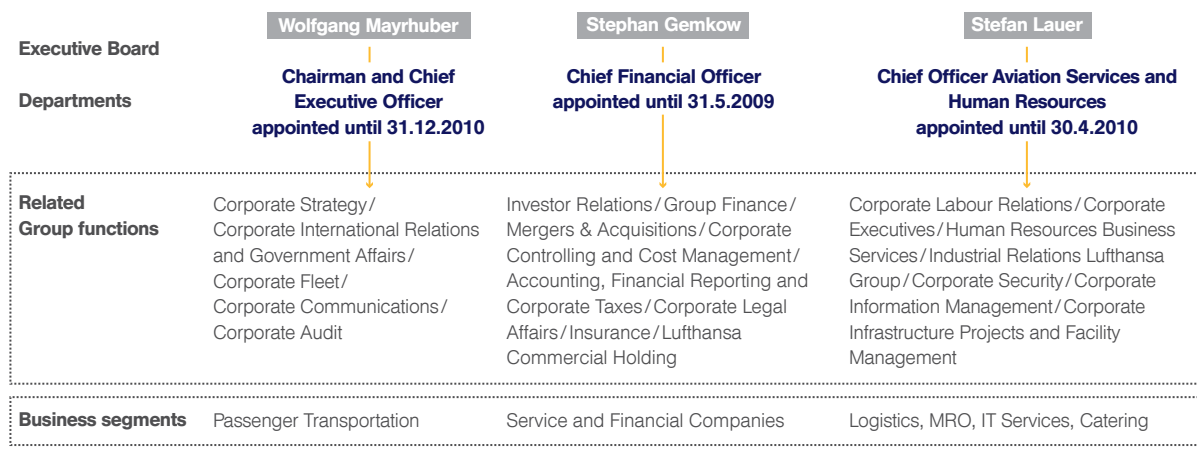 Executive Board
Wolfgang Mayrhuber
Stephan Gemkow
Stefan Lauer
Departments
Chairman and Chief
Executive Officer
appointed until 31.12.2010
Chief Financial Officer
appointed until 31.5.2009
Chief Officer Aviation Services and
Human Resources
appointed until 30.4.2010
Related
Group functions
Corporate Strategy/
Corporate International Relations
and Government Affairs/
Corporate Fleet/
Corporate Communications/
Corporate Audit
Investor Relations/Group Finance/
Mergers & Acquisitions/Corporate
Controlling and Cost Management/
Accounting, Financial Reporting and
Corporate Taxes/Corporate Legal
Affairs/Insurance/Lufthansa
Commercial Holding
Corporate Labour Relations/Corporate
Executives/Human Resources Business
Services/Industrial Relations Lufthansa
Group/Corporate Security/Corporate
Information Management/Corporate
Infrastructure Projects and Facility
Management
Business segments
Passenger Transportation
Service and Financial Companies
Logistics, MRO, IT Services, Catering